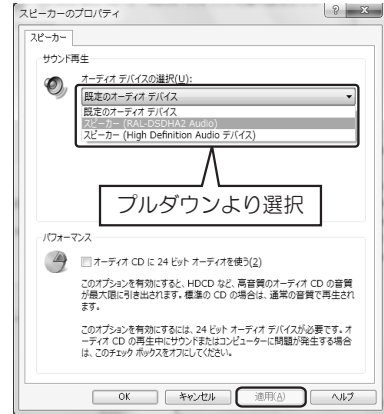 スピーカーのプロパティ
スピーカー
サウンド再生
オーディオ デバイスの選択(U):
既定のオーディオ デバイス
既定のオーディオ デバイス
スピーカー (RAL-DSDHA2 Audio)
スピーカー (High Definition Audio デバイス)
プルダウンより選択
パフォーマンス
オーディオ CD に 24 ビット オーディオを使う(2)
このオプションを有効にすると、HDCD など、高音質のオーディオ CD の音質
が最大限に引き出されます。標準の CD の場合は、通常の音質で再生され
ます。
このオプションを有効にするには、24 ビット オーディオ デバイスが必要です。オ
ーディオ CD の再生中にサウンドまたはコンピューターに問題が発生する場合
は、このチェック ボックスをオフにしてください。
OK キャンセル 適用(A) ヘルプ